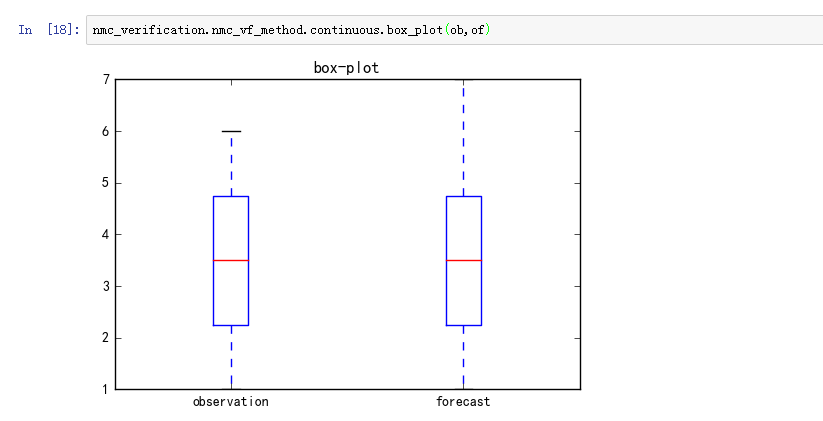 In [18]: nmc_verification.nmc_vf_method.continuous.box_plot(ob,of)
box-plot
7
6
5
4
3
2
1
observation forecast